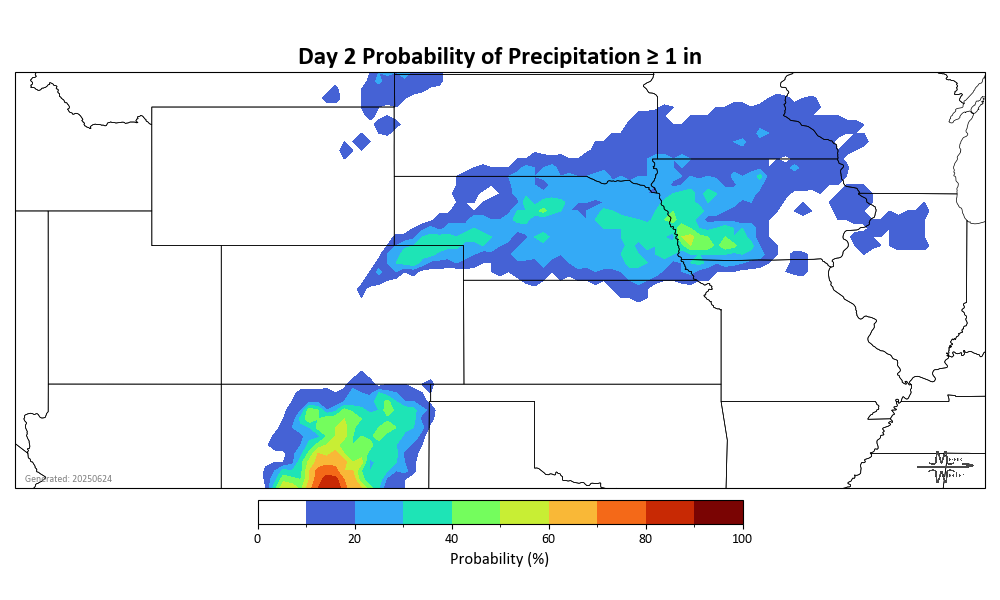 Day 2 Probability of Precipitation ≥ 1 in
Generated: 20250624
0 20 40 60 80 100
Probability (%)